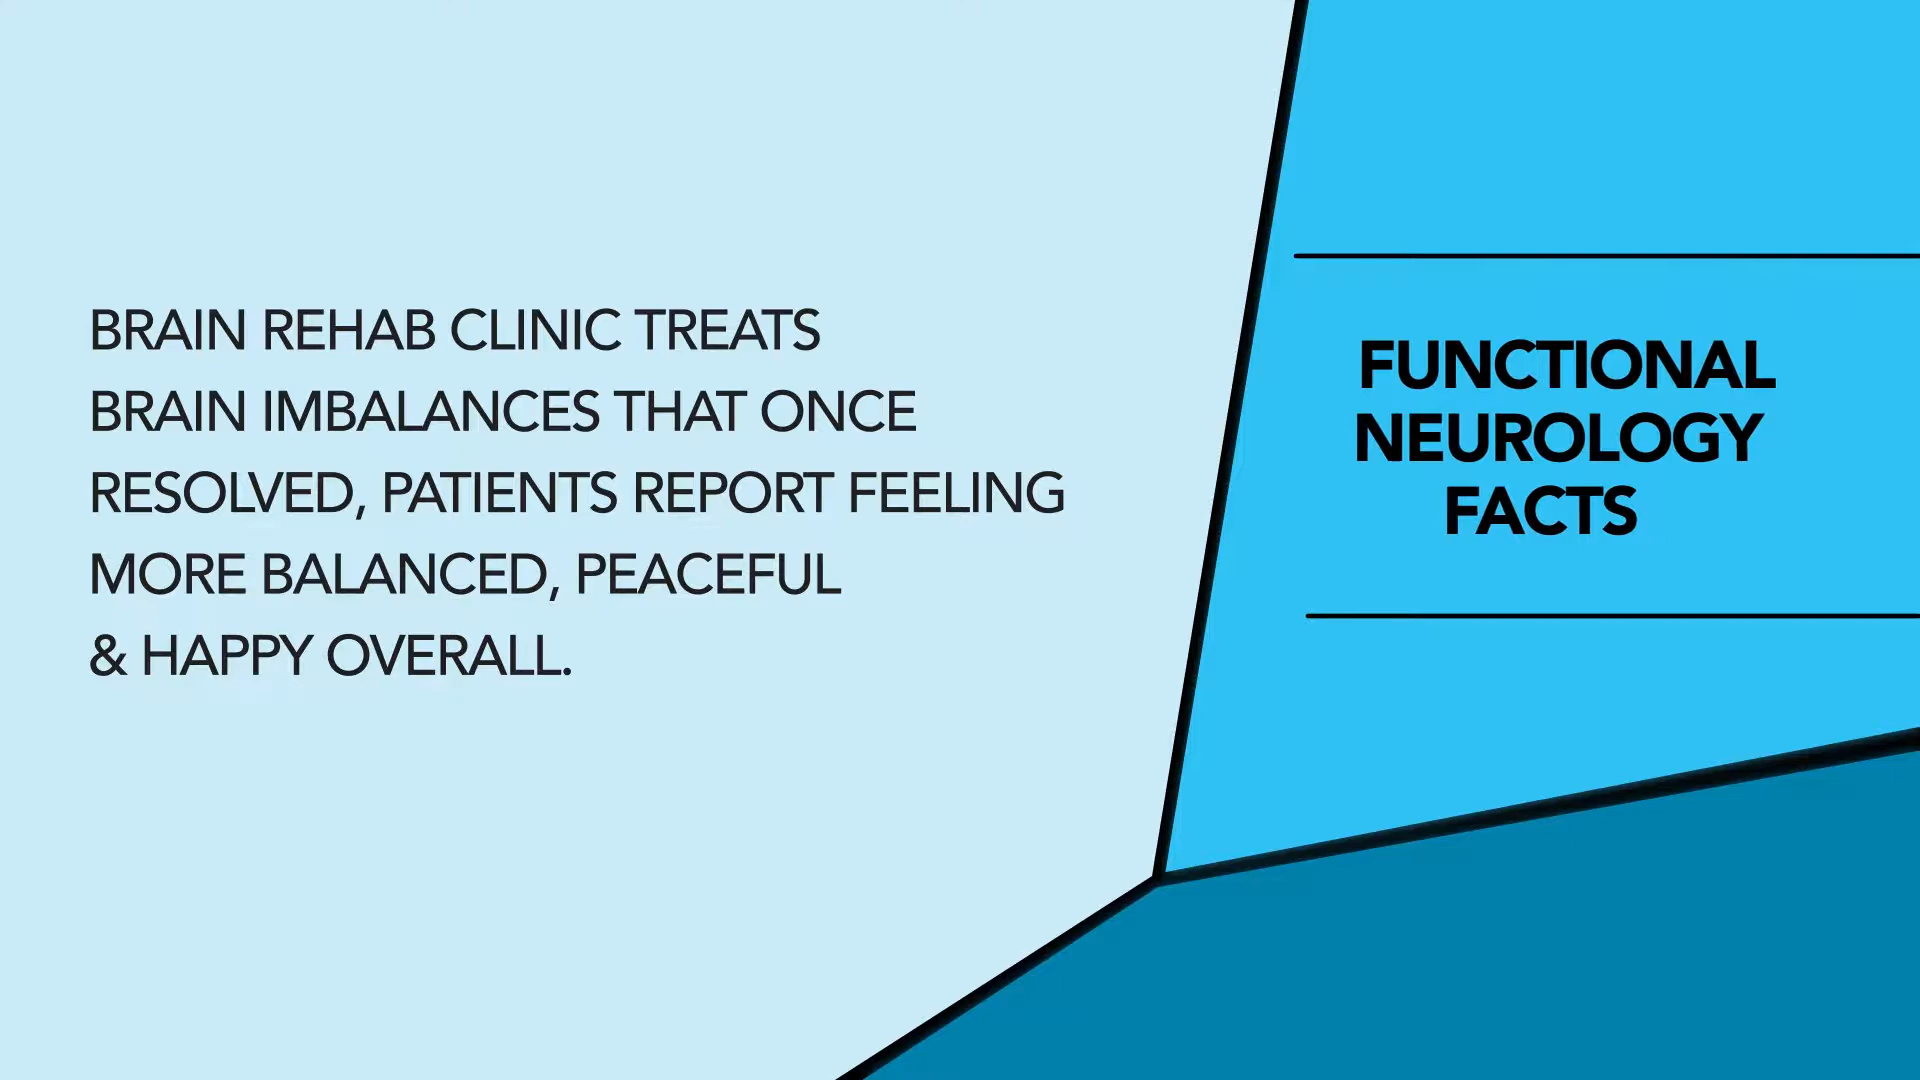 BRAIN REHAB CLINIC TREATS
BRAIN IMBALANCES THAT ONCE
RESOLVED, PATIENTS REPORT FEELING
MORE BALANCED, PEACEFUL
& HAPPY OVERALL.
FUNCTIONAL
NEUROLOGY
FACTS